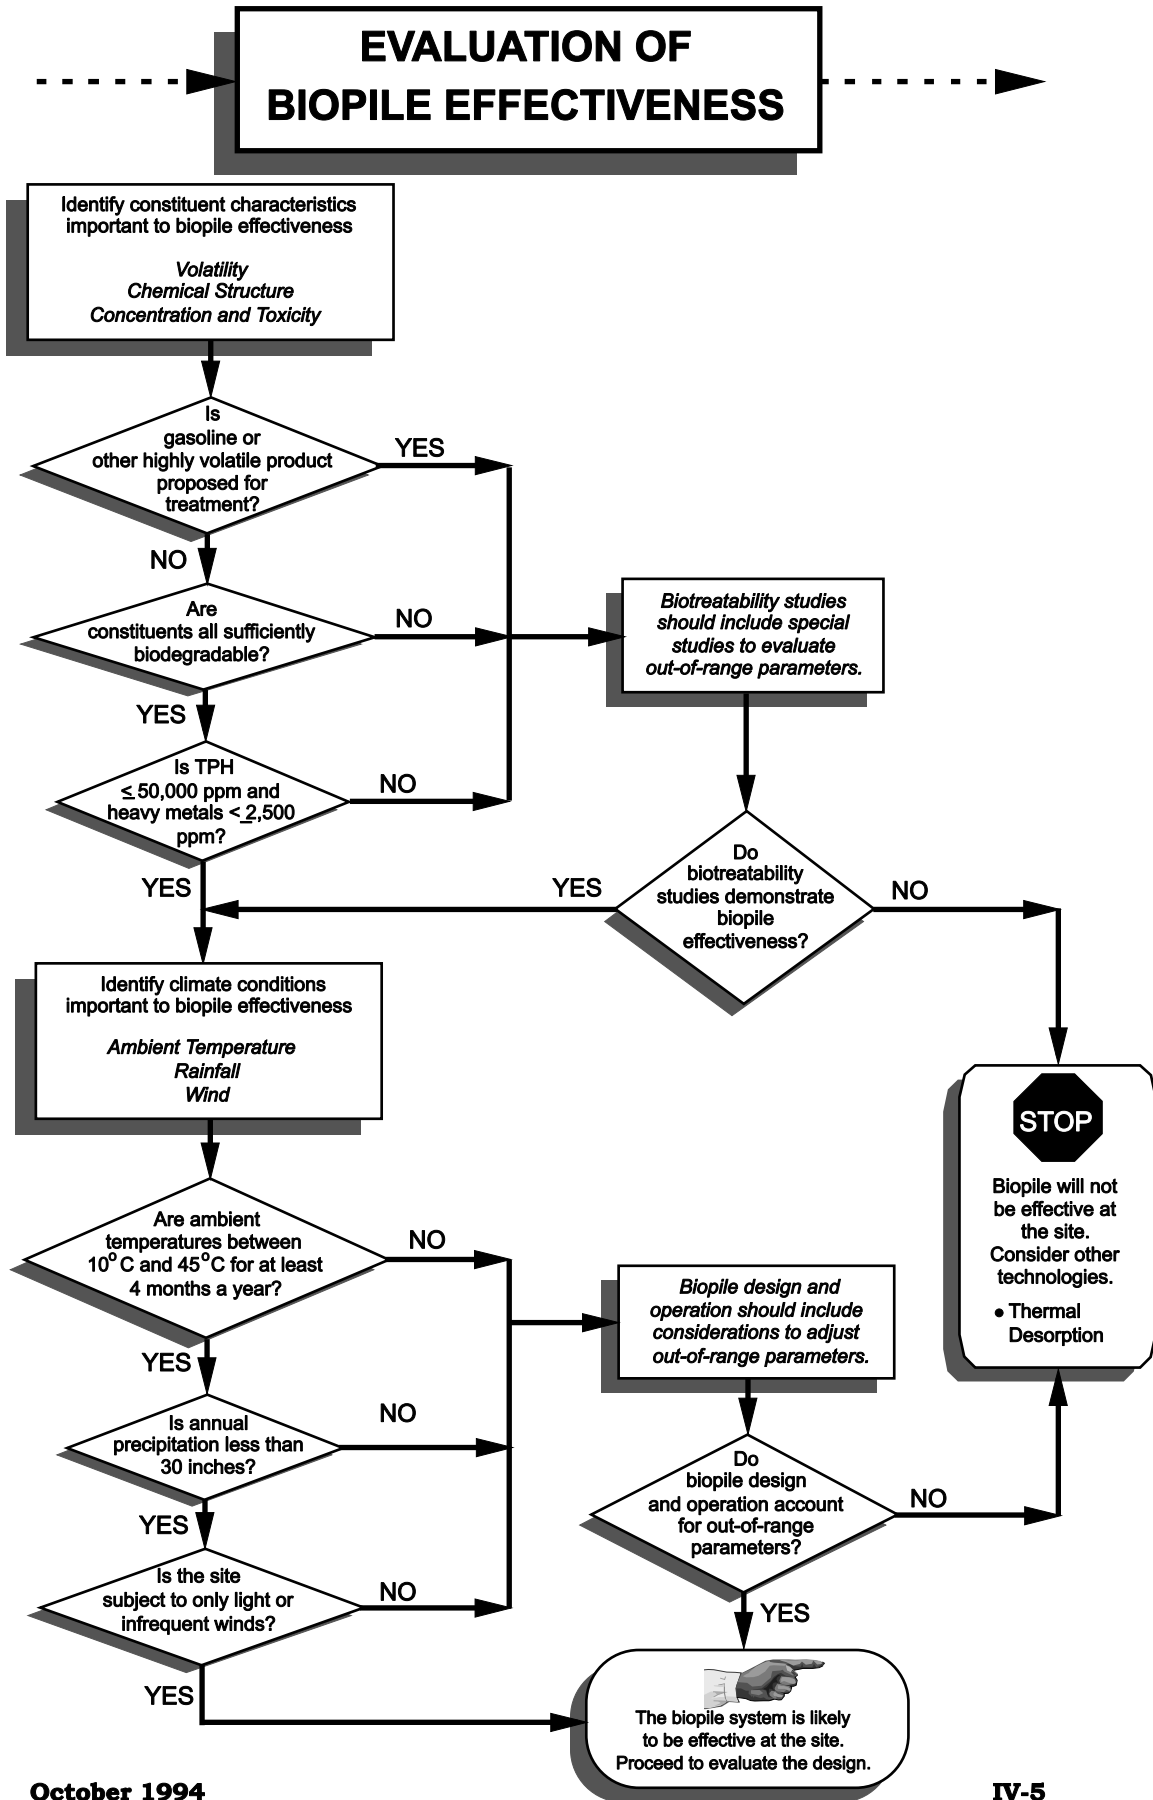 EVALUATION OF
BIOPILE EFFECTIVENESS
Identify constituent characteristics
important to biopile effectiveness
Volatility
Chemical Structure
Concentration and Toxicity
Is
gasoline or
other highly volatile product
proposed for
treatment?
YES
NO
Are
constituents all sufficiently
biodegradable?
NO
YES
Is TPH
≤ 50,000 ppm and
heavy metals ≤ 2,500
ppm?
NO
YES
Biotreatability studies
should include special
studies to evaluate
out-of-range parameters.
Do
biotreatability
studies demonstrate
biopile
effectiveness?
YES
NO
Identify climate conditions
important to biopile effectiveness
Ambient Temperature
Rainfall
Wind
Are ambient
temperatures between
10°C and 45°C for at least
4 months a year?
NO
YES
Is annual
precipitation less than
30 inches?
NO
YES
Is the site
subject to only light or
infrequent winds?
NO
YES
Biopile design and
operation should include
considerations to adjust
out-of-range parameters.
Do
biopile design
and operation account
for out-of-range
parameters?
NO
YES
STOP
Biopile will not
be effective at
the site.
Consider other
technologies.
• Thermal
Desorption
The biopile system is likely
to be effective at the site.
Proceed to evaluate the design.
October 1994
IV-5